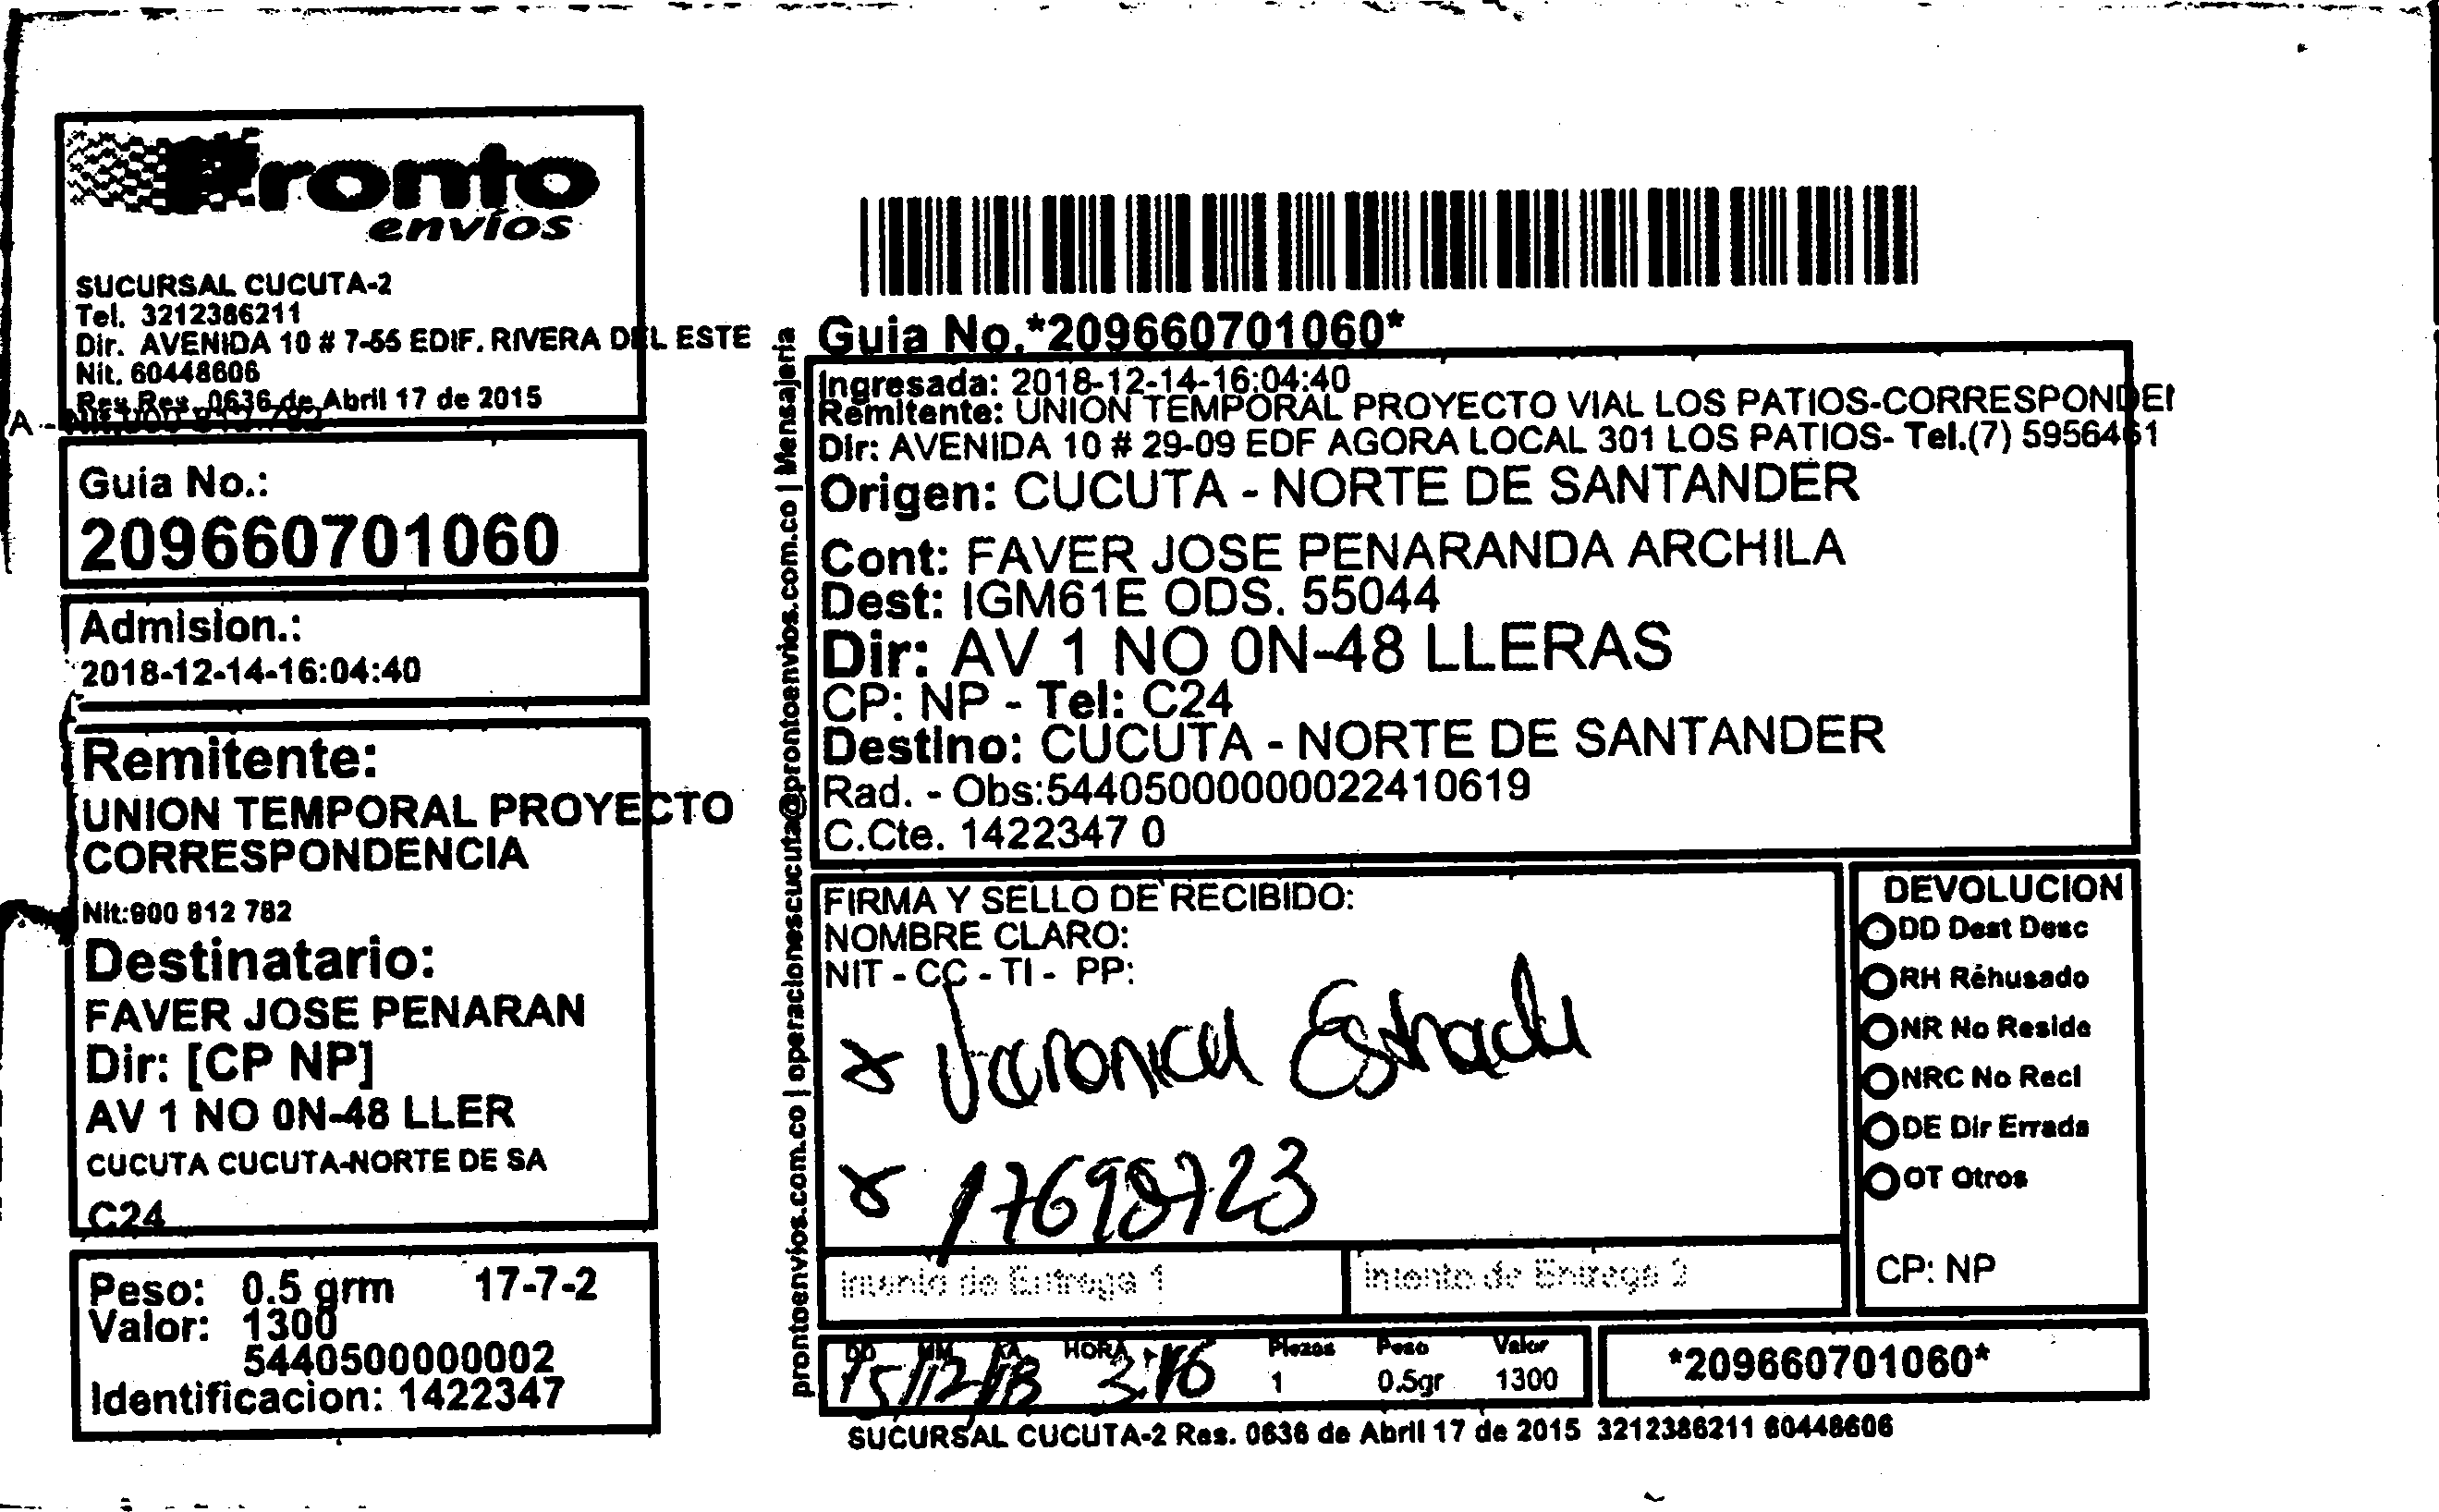 Pronto
envíos
SUCURSAL CUCUTA-2
Tel. 3212386211
Dir. AVENIDA 10 # 7-55 EDIF. RIVERA DEL ESTE
Nit. 60448606
Res Res. 0636 de Abril 17 de 2015
Guia No.:
209660701060
Admision.:
2018-12-14-16:04:40
Remitente:
UNION TEMPORAL PROYECTO
CORRESPONDENCIA
Nit:900 812 782
Destinatario:
FAVER JOSE PENARAN
Dir: [CP NP]
AV 1 NO 0N-48 LLER
CUCUTA CUCUTA-NORTE DE SA
C24
Peso: 0.5 grm 17-7-2
Valor: 1300
5440500000002
Identificacion: 1422347
prontoenvios.com.co | operacionescucuta@prontoenvios.com.co | Mensajeria
Guia No.*209660701060*
Ingresada: 2018-12-14-16:04:40
Remitente: UNION TEMPORAL PROYECTO VIAL LOS PATIOS-CORRESPONDEN
Dir: AVENIDA 10 # 29-09 EDF AGORA LOCAL 301 LOS PATIOS- Tel.(7) 5956461
Origen: CUCUTA - NORTE DE SANTANDER
Cont: FAVER JOSE PENARANDA ARCHILA
Dest: IGM61E ODS. 55044
Dir: AV 1 NO 0N-48 LLERAS
CP: NP - Tel: C24
Destino: CUCUTA - NORTE DE SANTANDER
Rad. - Obs:544050000000022410619
C.Cte. 1422347 0
FIRMA Y SELLO DE RECIBIDO:
NOMBRE CLARO:
NIT - CC - TI - PP:
x Veronica Estrada
x 17698723
Intento de Entrega 1 Intento de Entrega 2
DEVOLUCION
DD Dest Desc
RH Rehusado
NR No Reside
NRC No Recl
DE Dir Errada
OT Otros
CP: NP
DD MM AA HORA Piezas Peso Valor
15/12/18 3:16 1 0.5gr 1300
*209660701060*
SUCURSAL CUCUTA-2 Res. 0636 de Abril 17 de 2015 3212386211 60448606